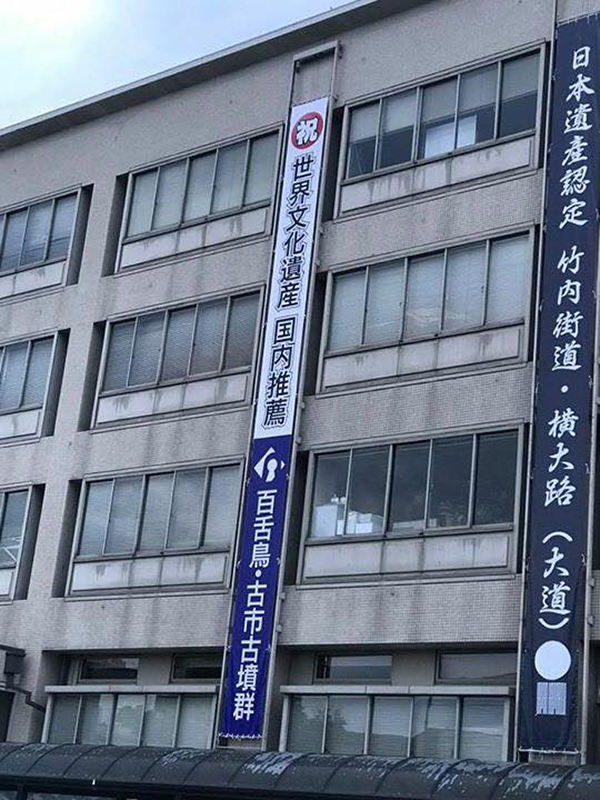 祝
「世界文化遺産」国内推薦
百舌鳥・古市古墳群
日本遺産認定 竹内街道・横大路（大道）